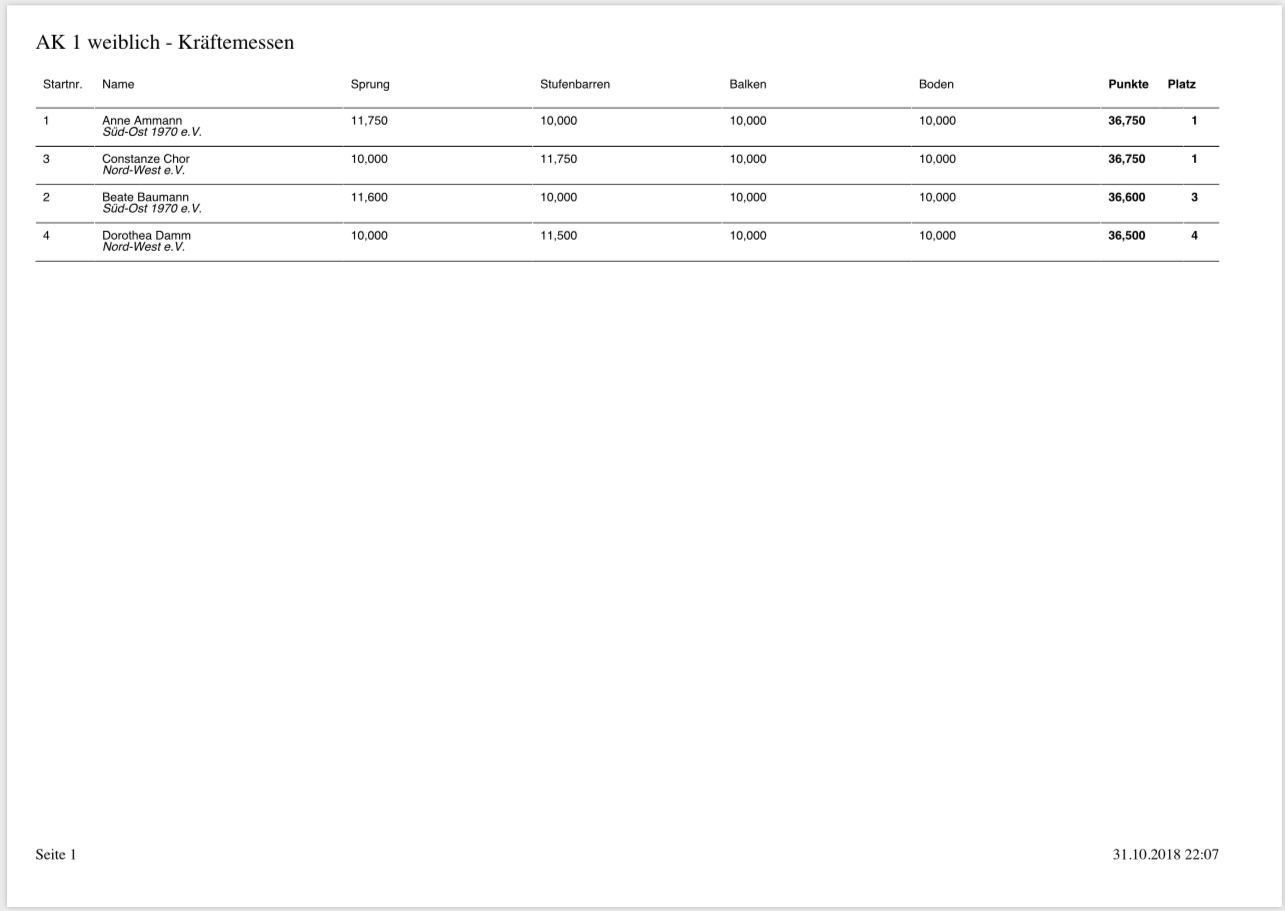 AK 1 weiblich - Kräftemessen
Startnr. Name Sprung Stufenbarren Balken Boden Punkte Platz
1 Anne Ammann 11,750 10,000 10,000 10,000 36,750 1
Süd-Ost 1970 e.V.
3 Constanze Chor 10,000 11,750 10,000 10,000 36,750 1
Nord-West e.V.
2 Beate Baumann 11,600 10,000 10,000 10,000 36,600 3
Süd-Ost 1970 e.V.
4 Dorothea Damm 10,000 11,500 10,000 10,000 36,500 4
Nord-West e.V.
Seite 1 31.10.2018 22:07